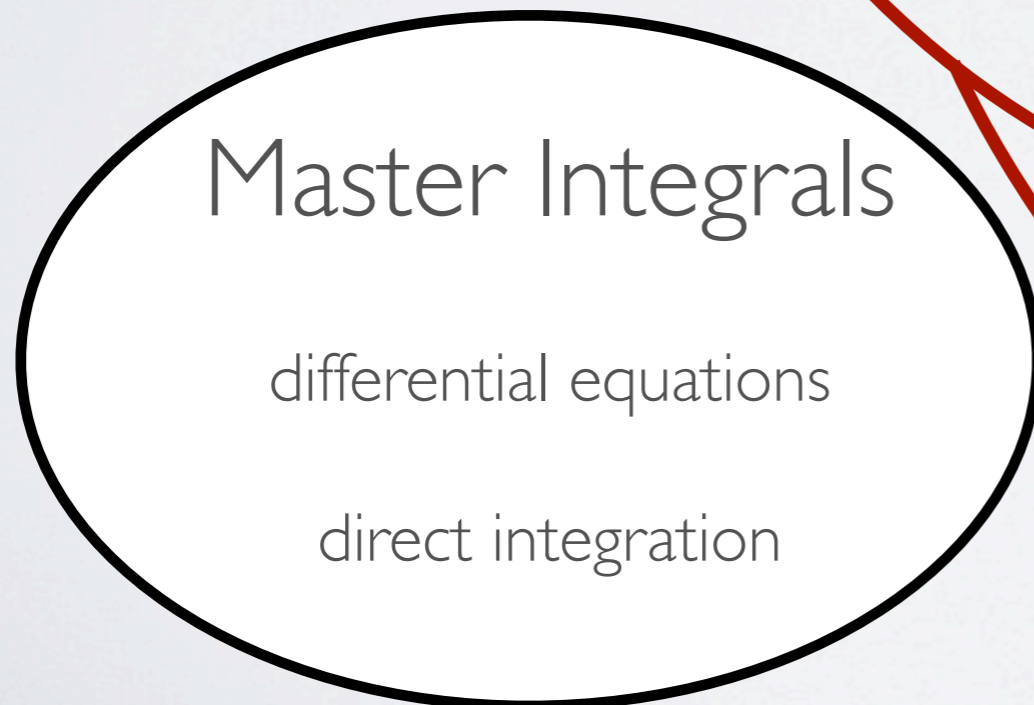 Master Integrals
differential equations
direct integration